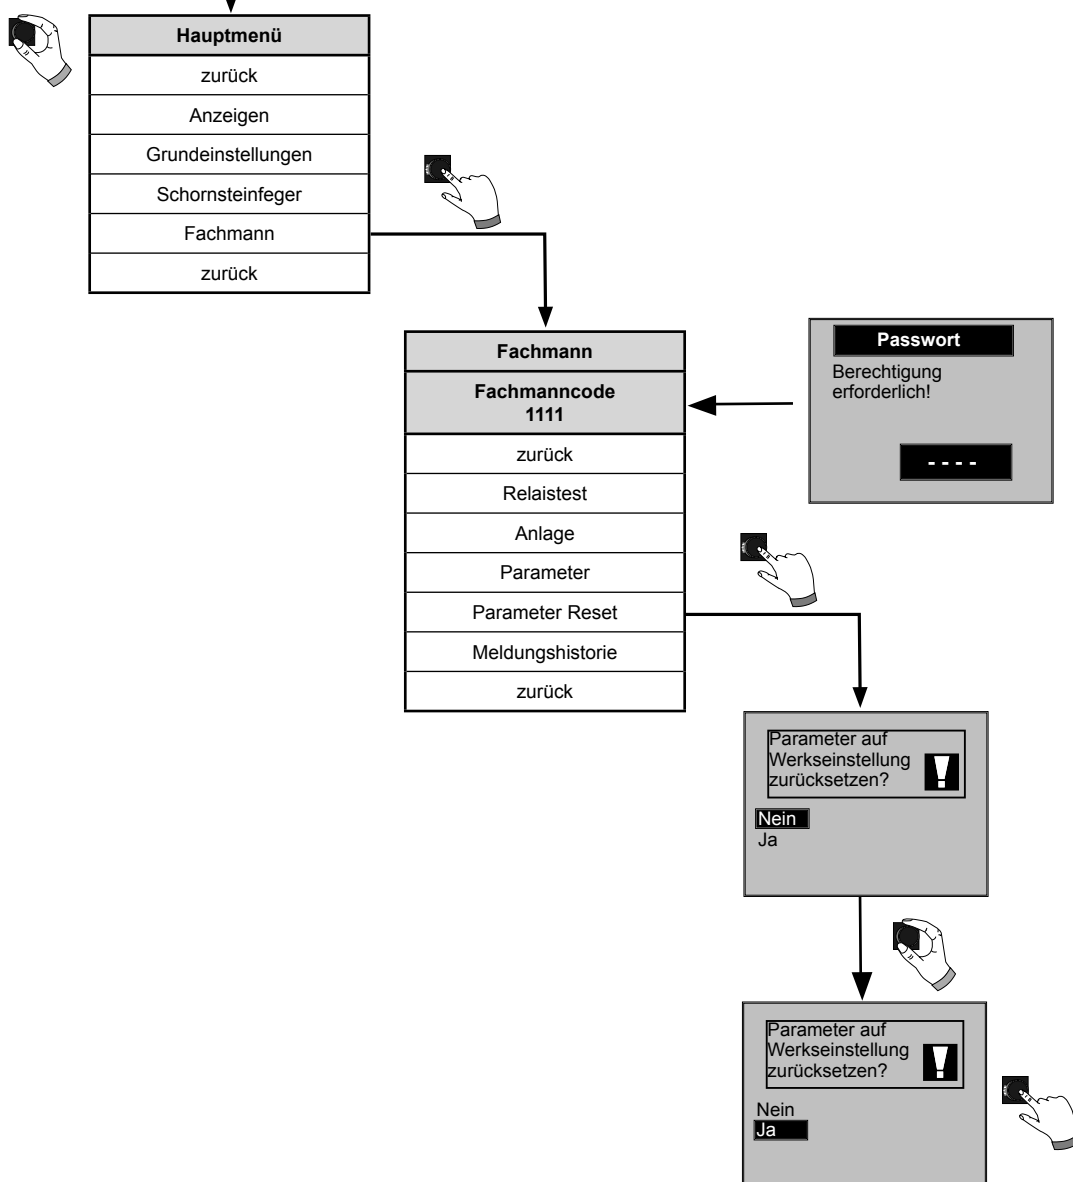 Hauptmenü
zurück
Anzeigen
Grundeinstellungen
Schornsteinfeger
Fachmann
zurück
Fachmann
Fachmanncode
1111
zurück
Relaistest
Anlage
Parameter
Parameter Reset
Meldungshistorie
zurück
Passwort
Berechtigung
erforderlich!
- - - -
Parameter auf
Werkseinstellung
zurücksetzen?
Nein
Ja
Parameter auf
Werkseinstellung
zurücksetzen?
Nein
Ja